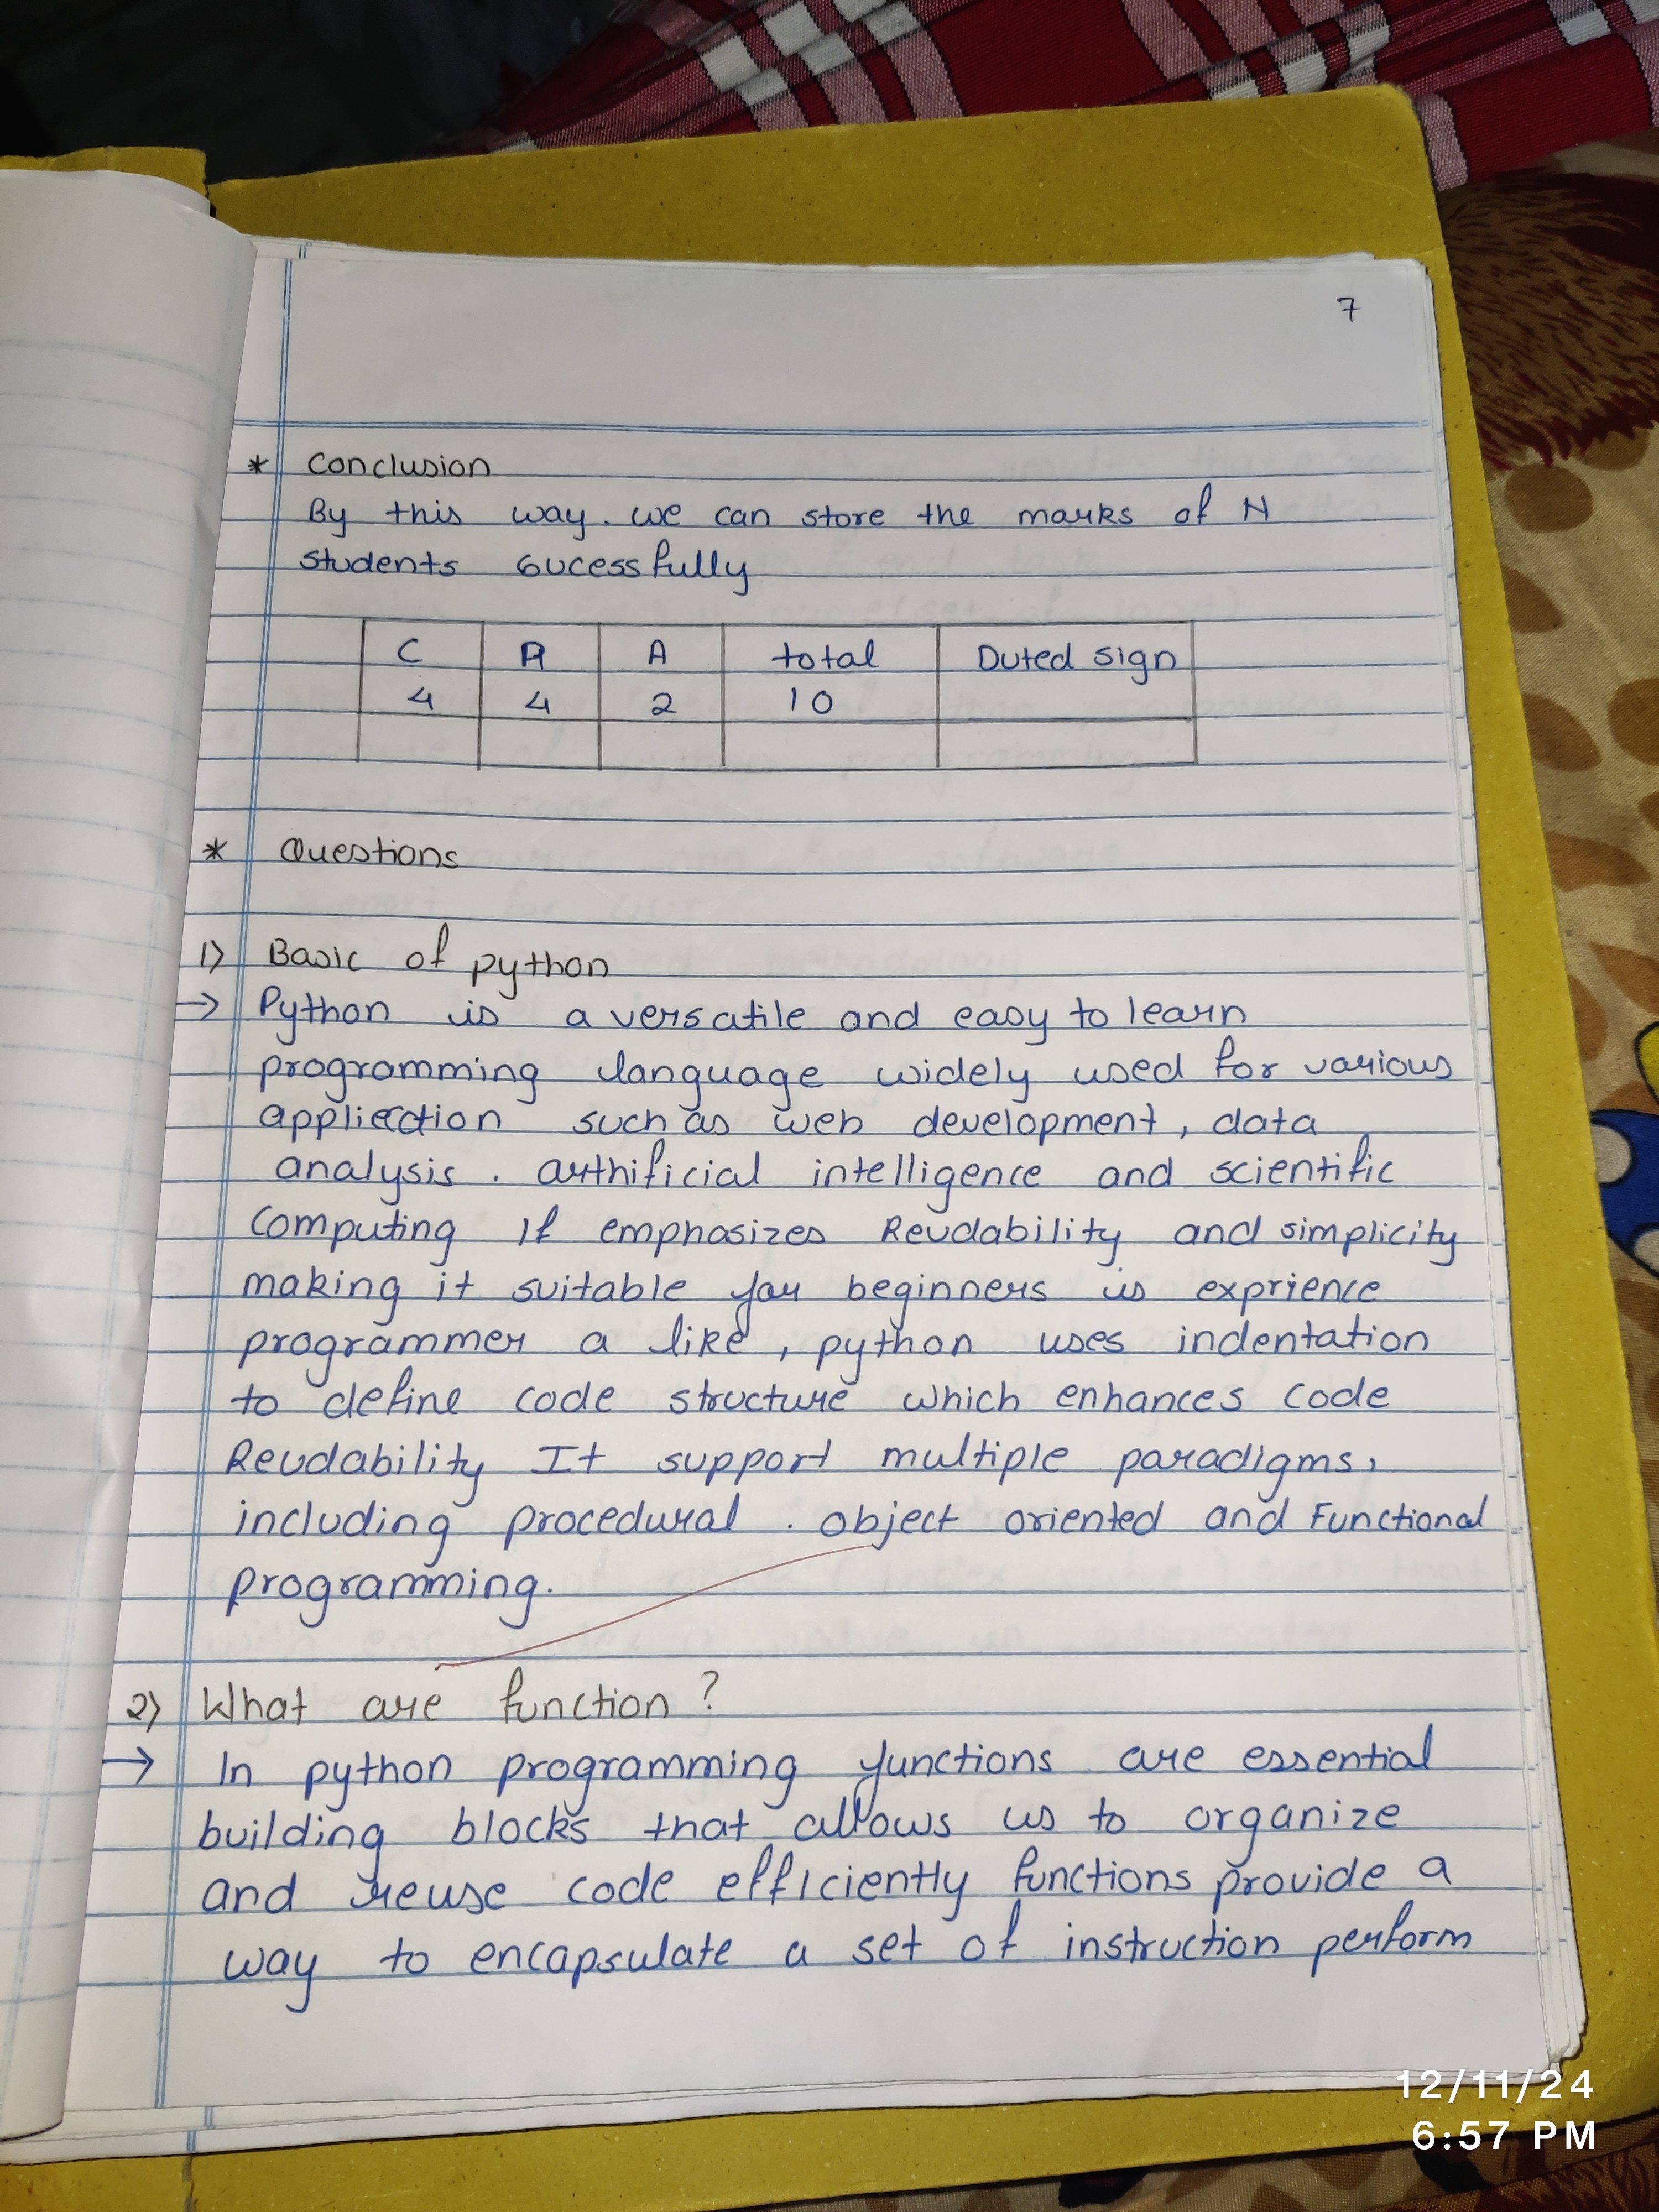 7
* Conclusion
By this way. we can store the marks of N
students sucessfully
C R A total Dated sign
4 4 2 10
* Questions
1) Basic of python
→ Python is a versatile and easy to learn
programming language widely used for various
application such as web development, data
analysis. arthificial intelligence and scientific
computing If emphasizes Readability and simplicity
making it suitable for beginners is exprience
programmer a like, python uses indentation
to define code structure which enhances code
Readability It support multiple paradigms,
including procedural . object oriented and Functional
programming.
2) What are function ?
→ In python programming functions are essential
building blocks that allows us to organize
and reuse code efficiently functions provide a
way to encapsulate a set of instruction perform
12/11/24
6:57 PM